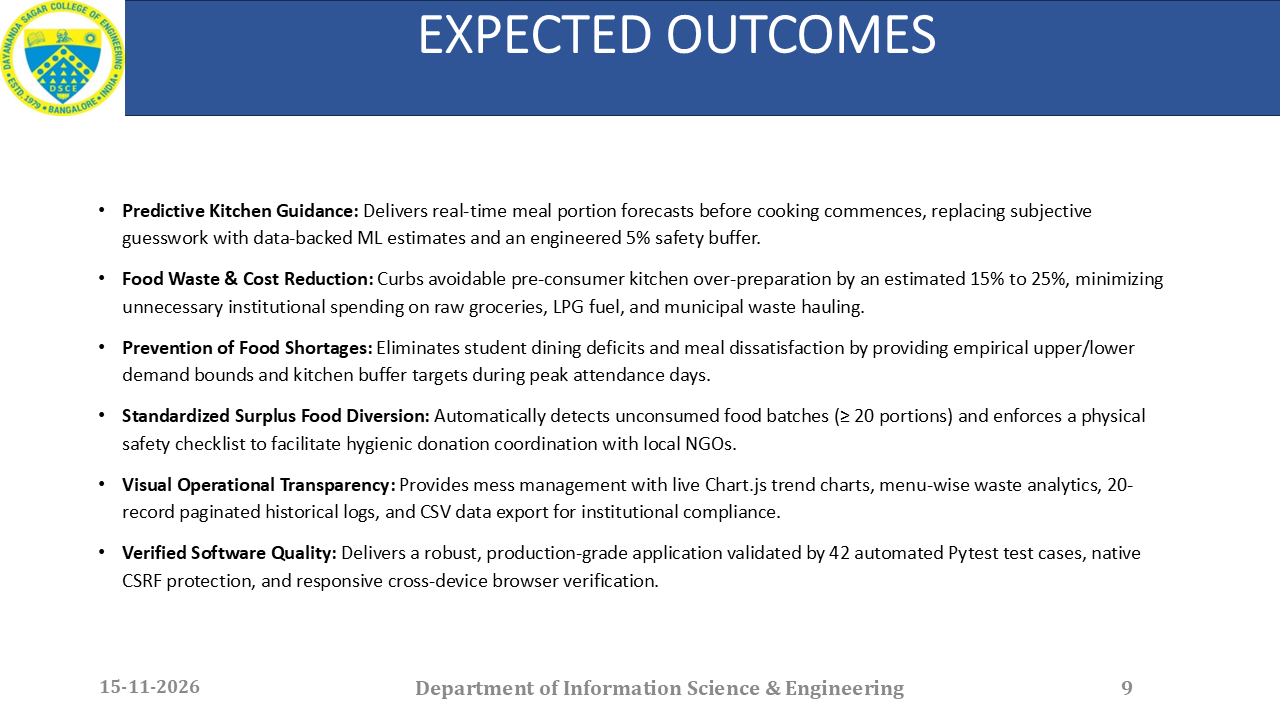 DAYANANDA SAGAR COLLEGE OF ENGINEERING
DSCE
ESTD. 1979 • BANGALORE • INDIA
EXPECTED OUTCOMES
• Predictive Kitchen Guidance: Delivers real-time meal portion forecasts before cooking commences, replacing subjective
guesswork with data-backed ML estimates and an engineered 5% safety buffer.
• Food Waste & Cost Reduction: Curbs avoidable pre-consumer kitchen over-preparation by an estimated 15% to 25%, minimizing
unnecessary institutional spending on raw groceries, LPG fuel, and municipal waste hauling.
• Prevention of Food Shortages: Eliminates student dining deficits and meal dissatisfaction by providing empirical upper/lower
demand bounds and kitchen buffer targets during peak attendance days.
• Standardized Surplus Food Diversion: Automatically detects unconsumed food batches (≥ 20 portions) and enforces a physical
safety checklist to facilitate hygienic donation coordination with local NGOs.
• Visual Operational Transparency: Provides mess management with live Chart.js trend charts, menu-wise waste analytics, 20-
record paginated historical logs, and CSV data export for institutional compliance.
• Verified Software Quality: Delivers a robust, production-grade application validated by 42 automated Pytest test cases, native
CSRF protection, and responsive cross-device browser verification.
15-11-2026
Department of Information Science & Engineering
9